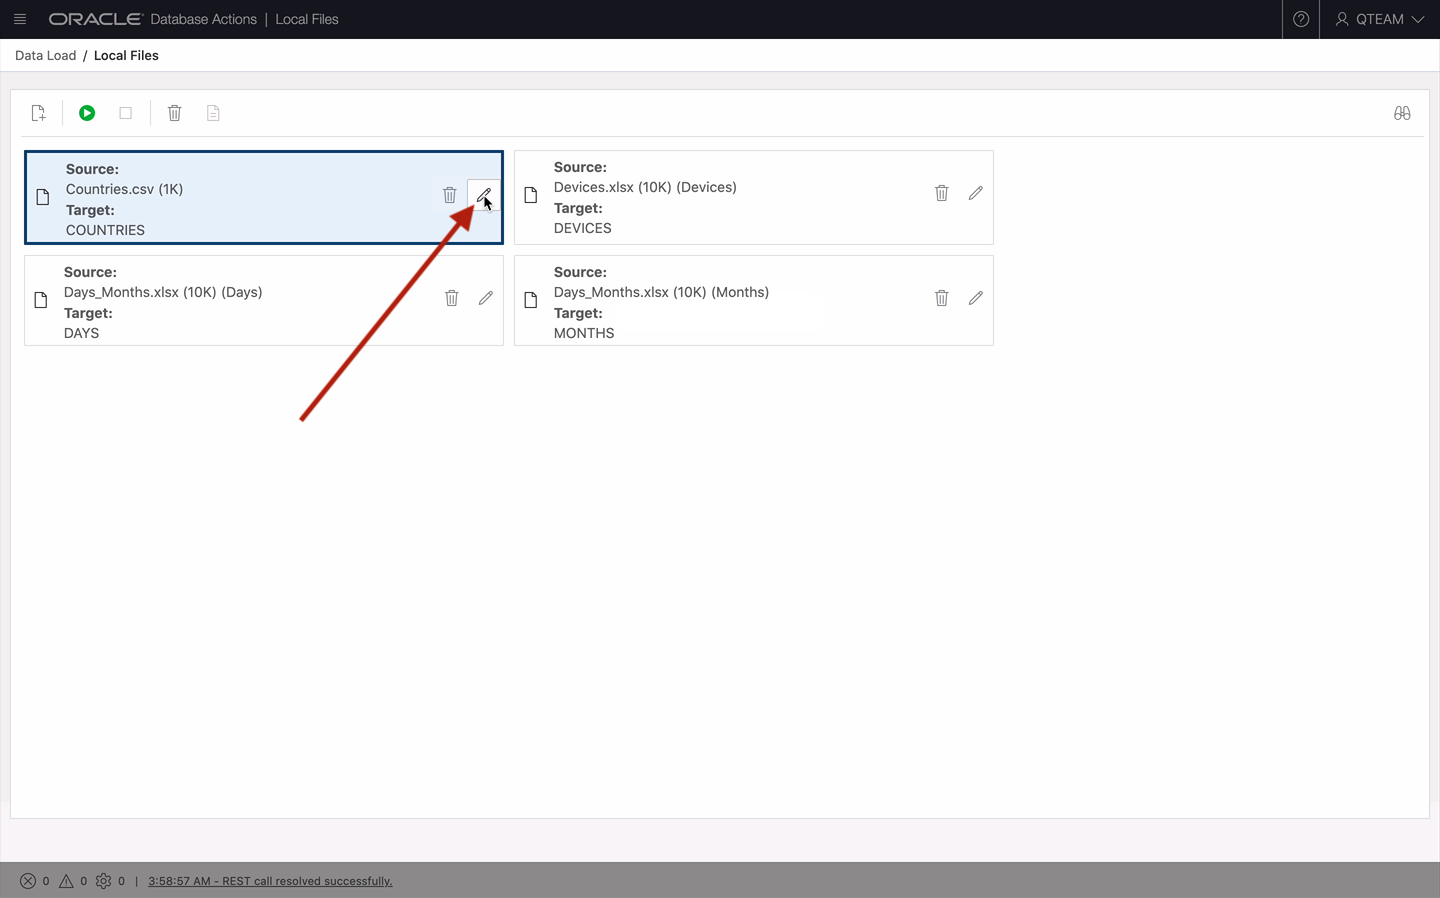 ORACLE® Database Actions | Local Files
QTEAM
Data Load / Local Files
Source:
Countries.csv (1K)
Target:
COUNTRIES
Source:
Devices.xlsx (10K) (Devices)
Target:
DEVICES
Source:
Days_Months.xlsx (10K) (Days)
Target:
DAYS
Source:
Days_Months.xlsx (10K) (Months)
Target:
MONTHS
0 0 0 | 3:58:57 AM - REST call resolved successfully.